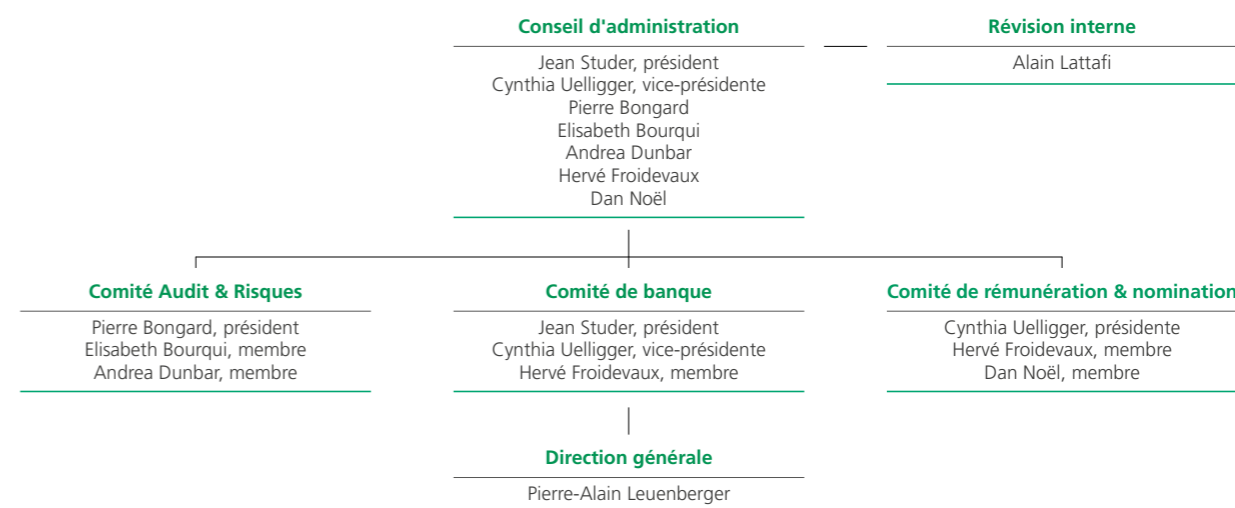 Conseil d'administration
Jean Studer, président
Cynthia Uelligger, vice-présidente
Pierre Bongard
Elisabeth Bourqui
Andrea Dunbar
Hervé Froidevaux
Dan Noël
Révision interne
Alain Lattafi
Comité Audit & Risques
Pierre Bongard, président
Elisabeth Bourqui, membre
Andrea Dunbar, membre
Comité de banque
Jean Studer, président
Cynthia Uelligger, vice-présidente
Hervé Froidevaux, membre
Comité de rémunération & nomination
Cynthia Uelligger, présidente
Hervé Froidevaux, membre
Dan Noël, membre
Direction générale
Pierre-Alain Leuenberger